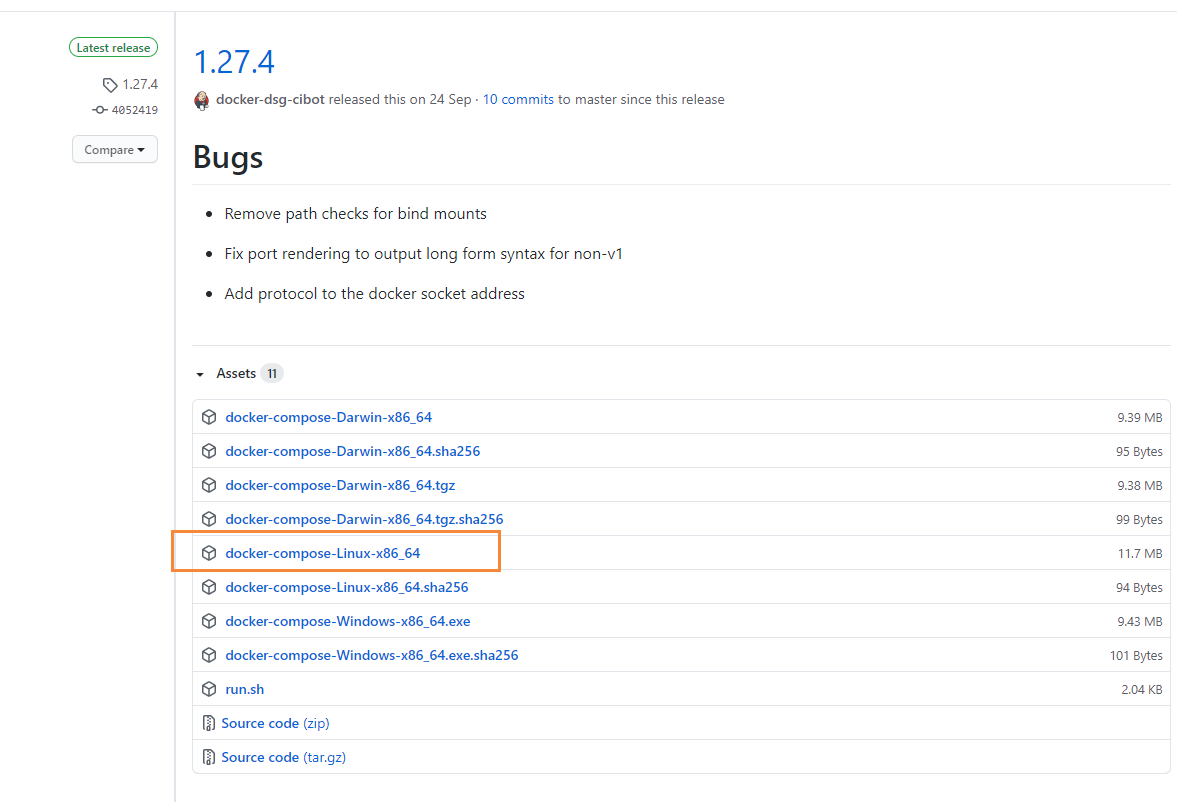 Latest release
1.27.4
4052419
Compare
1.27.4
docker-dsg-cibot released this on 24 Sep · 10 commits to master since this release
Bugs
Remove path checks for bind mounts
Fix port rendering to output long form syntax for non-v1
Add protocol to the docker socket address
Assets 11
docker-compose-Darwin-x86_64 9.39 MB
docker-compose-Darwin-x86_64.sha256 95 Bytes
docker-compose-Darwin-x86_64.tgz 9.38 MB
docker-compose-Darwin-x86_64.tgz.sha256 99 Bytes
docker-compose-Linux-x86_64 11.7 MB
docker-compose-Linux-x86_64.sha256 94 Bytes
docker-compose-Windows-x86_64.exe 9.43 MB
docker-compose-Windows-x86_64.exe.sha256 101 Bytes
run.sh 2.04 KB
Source code (zip)
Source code (tar.gz)